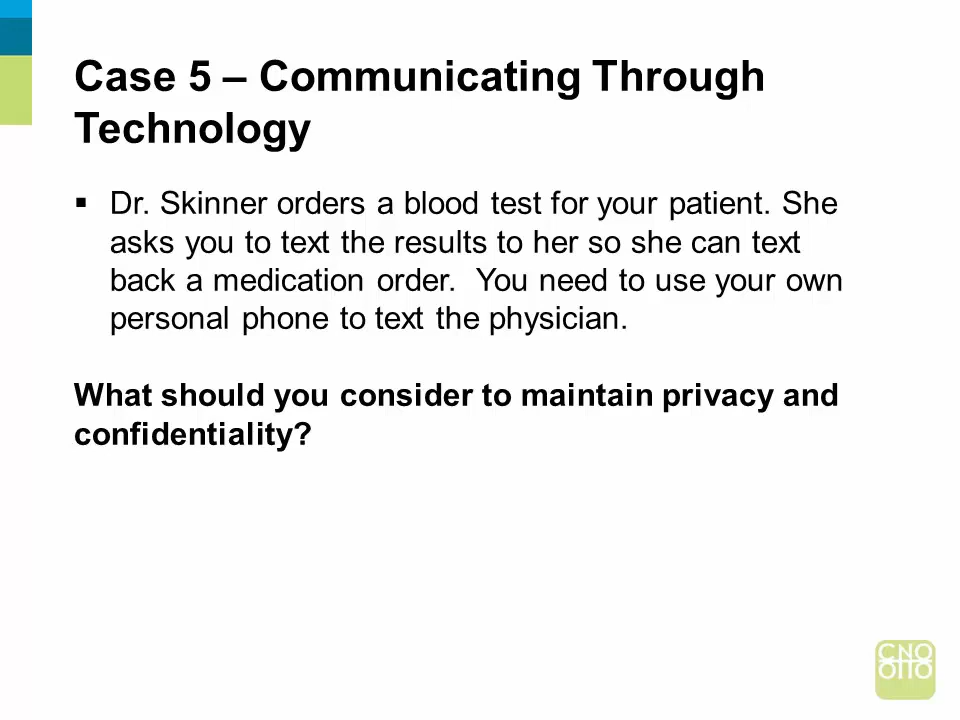 Case 5 – Communicating Through
Technology
▪ Dr. Skinner orders a blood test for your patient. She
asks you to text the results to her so she can text
back a medication order.  You need to use your own
personal phone to text the physician.
What should you consider to maintain privacy and
confidentiality?
CNO
OIIO